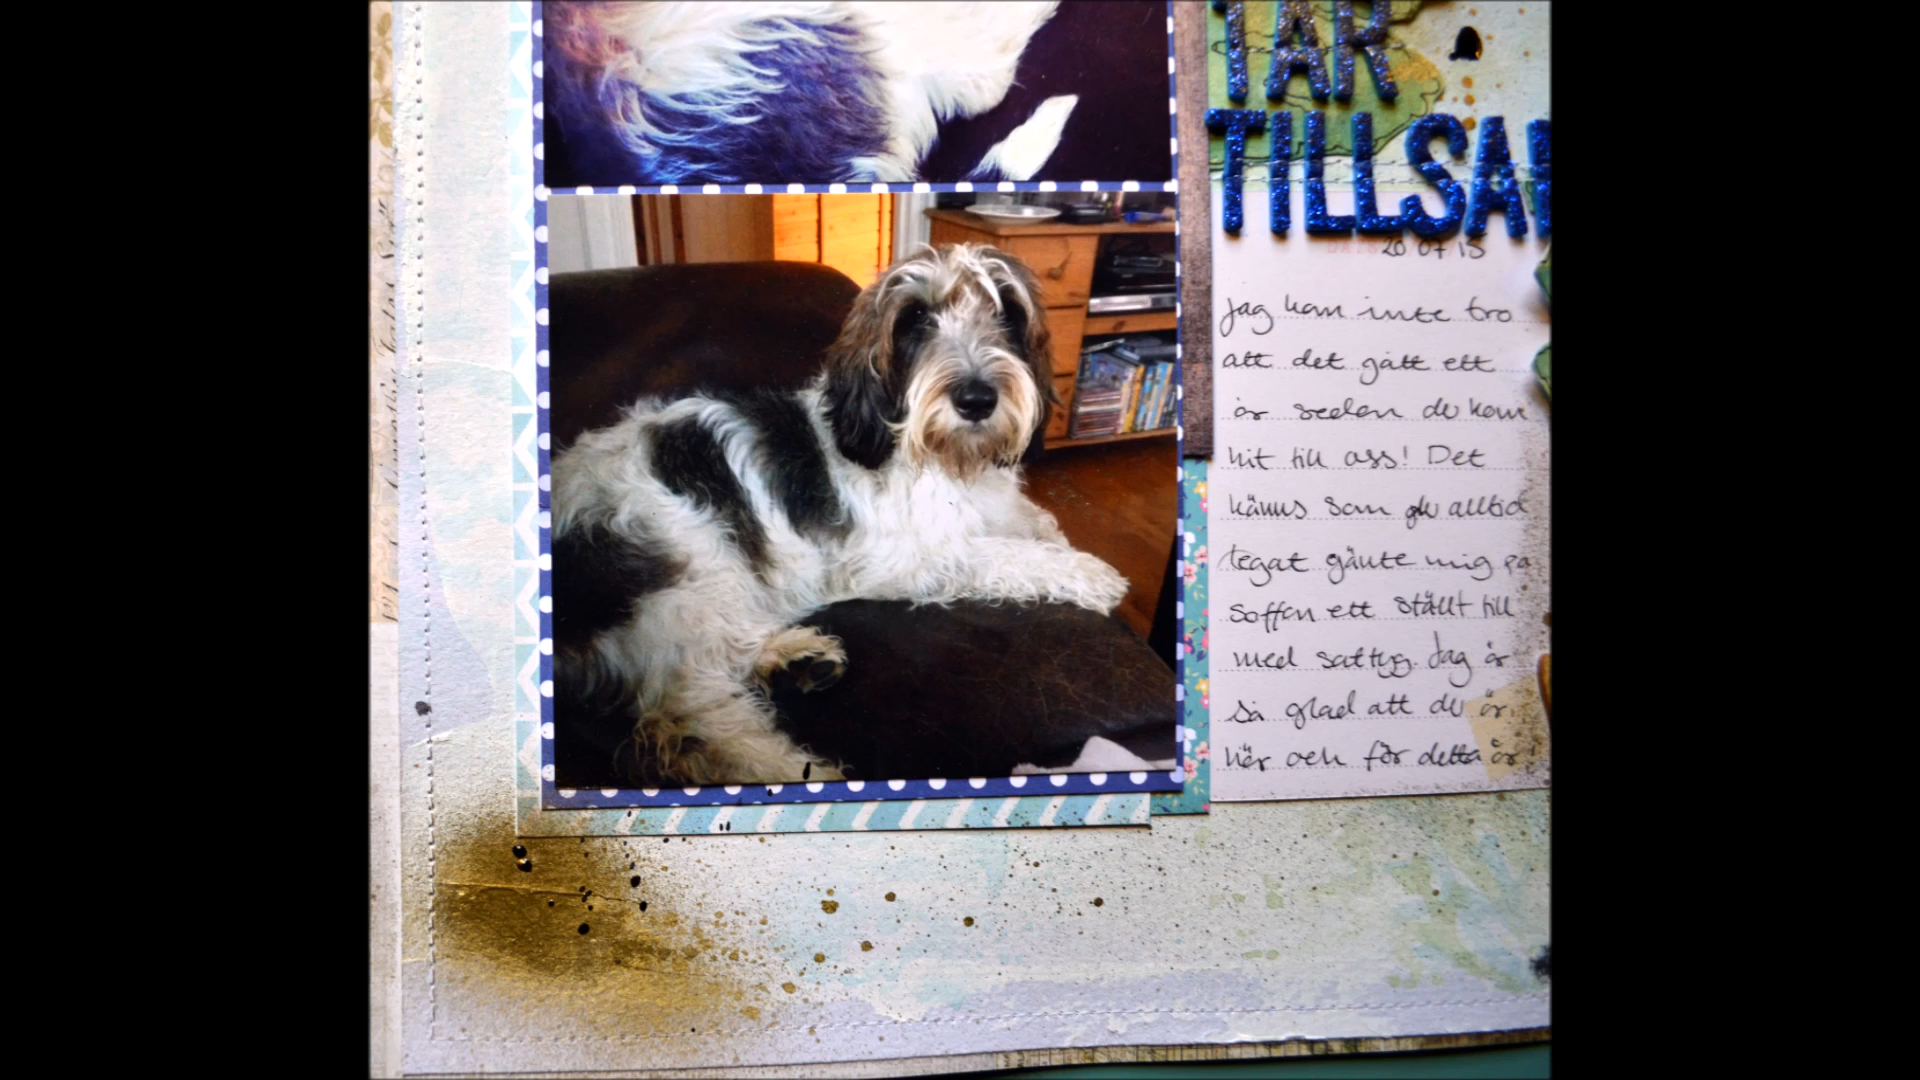 TÅR
TILLSA
20 07 15
Jag kan inte tro
att det gått ett
år sedan du kom
hit till oss! Det
känns som du alltid
legat gänte mig på
soffan ett ställt till
med sattyg. Jag är
så glad att du är
här och för detta år!